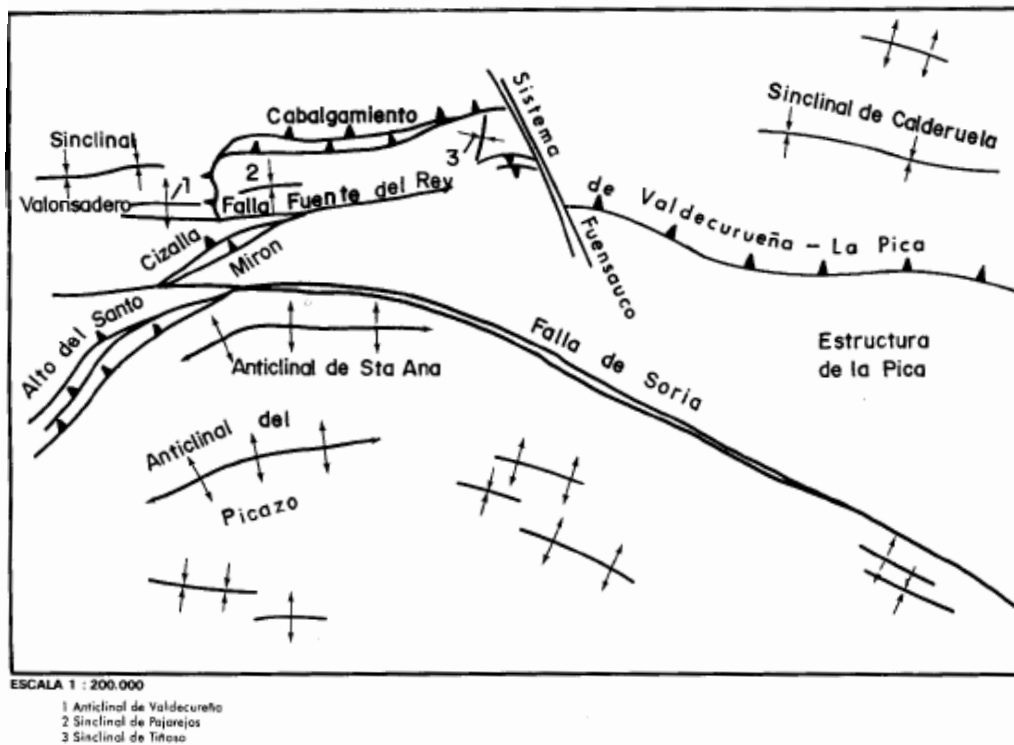 Sistema
Sinclinal de Calderuela
Cabalgamiento
Sinclinal
1
2
3
Valonsadero
Falla Fuente del Rey
de Valdecurueña - La Pica
Cizalla
Miron
Fuensauco
Alto del Santo
Falla de Soria
Estructura
de la Pica
Anticlinal de Sta Ana
Anticlinal del
Picazo
ESCALA 1 : 200.000
1 Anticlinal de Valdecureña
2 Sinclinal de Pajarejos
3 Sinclinal de Tiñoso